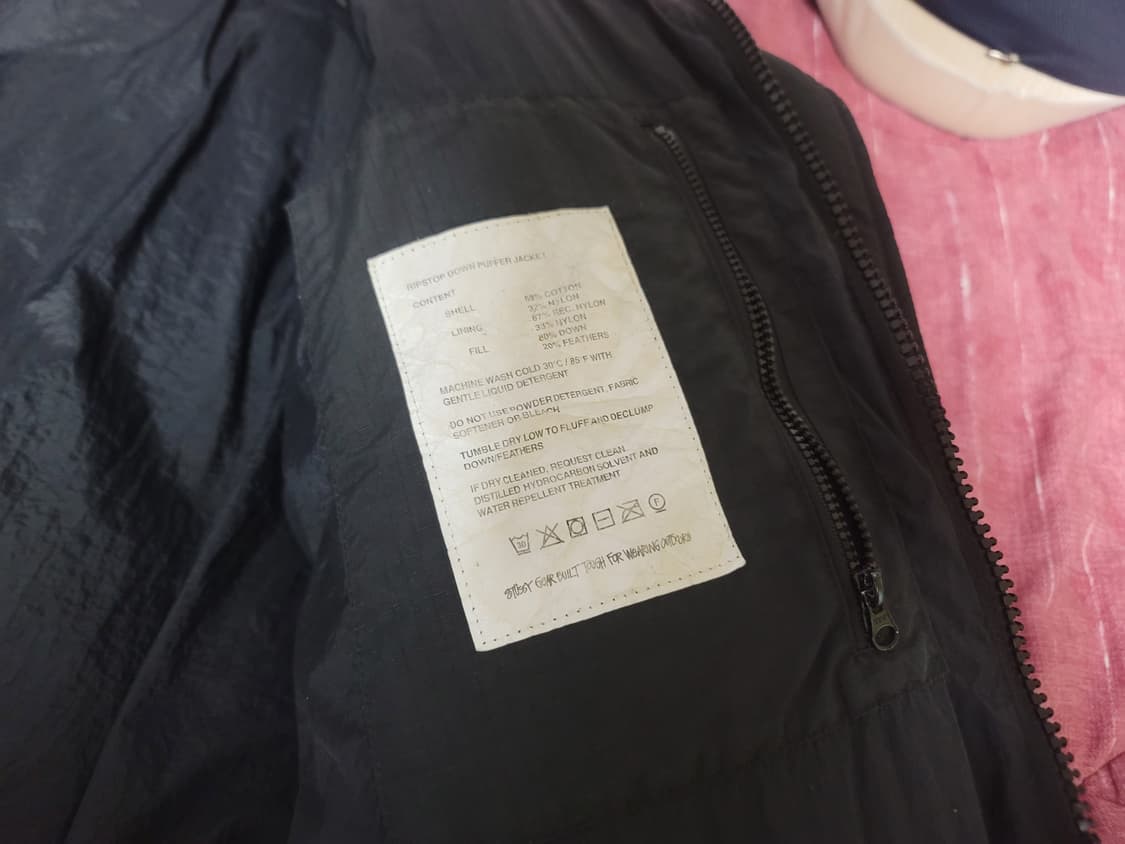 RIPSTOP DOWN PUFFER JACKET
CONTENT
SHELL
COTTON
NYLON
LINING
67% REC. NYLON
33% NYLON
FILL
80% DOWN
20% FEATHERS
MACHINE WASH COLD 30°C / 85°F WITH
GENTLE LIQUID DETERGENT
DO NOT USE POWDER DETERGENT, FABRIC
SOFTENER OR BLEACH
TUMBLE DRY LOW TO FLUFF AND DECLUMP
DOWN/FEATHERS
IF DRY CLEANED, REQUEST CLEAN,
DISTILLED HYDROCARBON SOLVENT AND
WATER REPELLENT TREATMENT
30
F
STÜSSY GEAR BUILT TOUGH FOR WEARING OUTDOORS